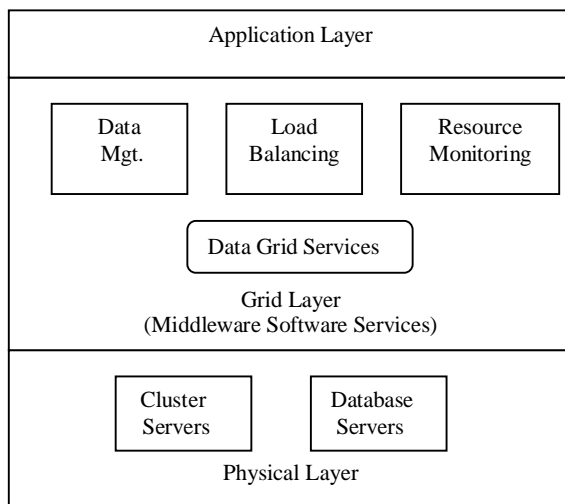 Application Layer
Data
Mgt.
Load
Balancing
Resource
Monitoring
Data Grid Services
Grid Layer
(Middleware Software Services)
Cluster
Servers
Database
Servers
Physical Layer